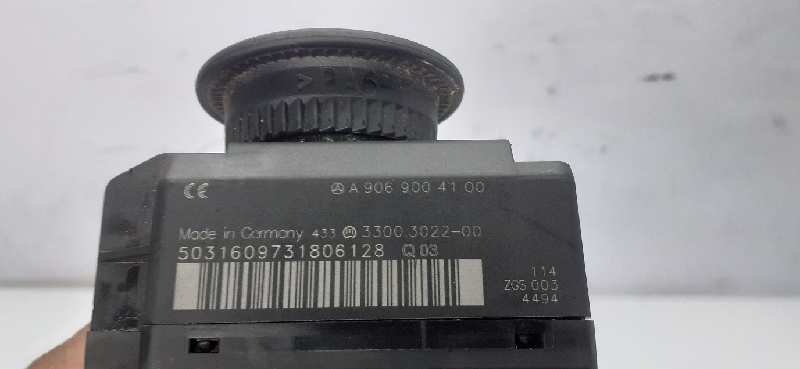 CE A 906 900 41 00
Made in Germany 433 3300.3022-00
5031609731806128 Q03
114
ZGS 003
4494